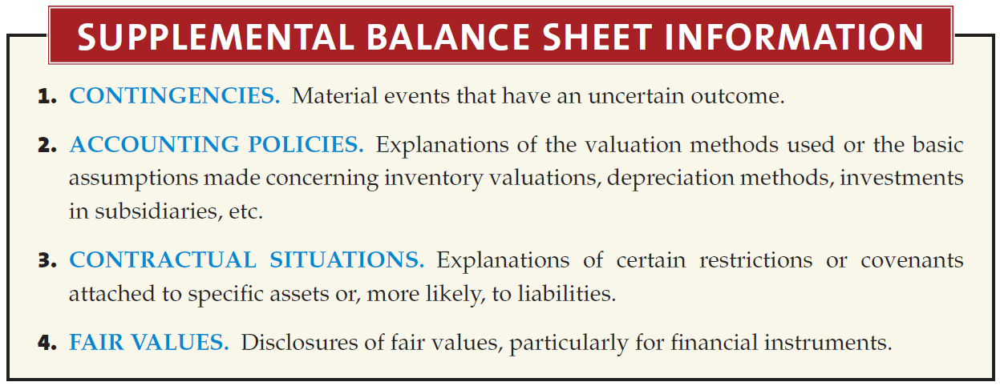 SUPPLEMENTAL BALANCE SHEET INFORMATION
1. CONTINGENCIES. Material events that have an uncertain outcome.
2. ACCOUNTING POLICIES. Explanations of the valuation methods used or the basic
assumptions made concerning inventory valuations, depreciation methods, investments
in subsidiaries, etc.
3. CONTRACTUAL SITUATIONS. Explanations of certain restrictions or covenants
attached to specific assets or, more likely, to liabilities.
4. FAIR VALUES. Disclosures of fair values, particularly for financial instruments.